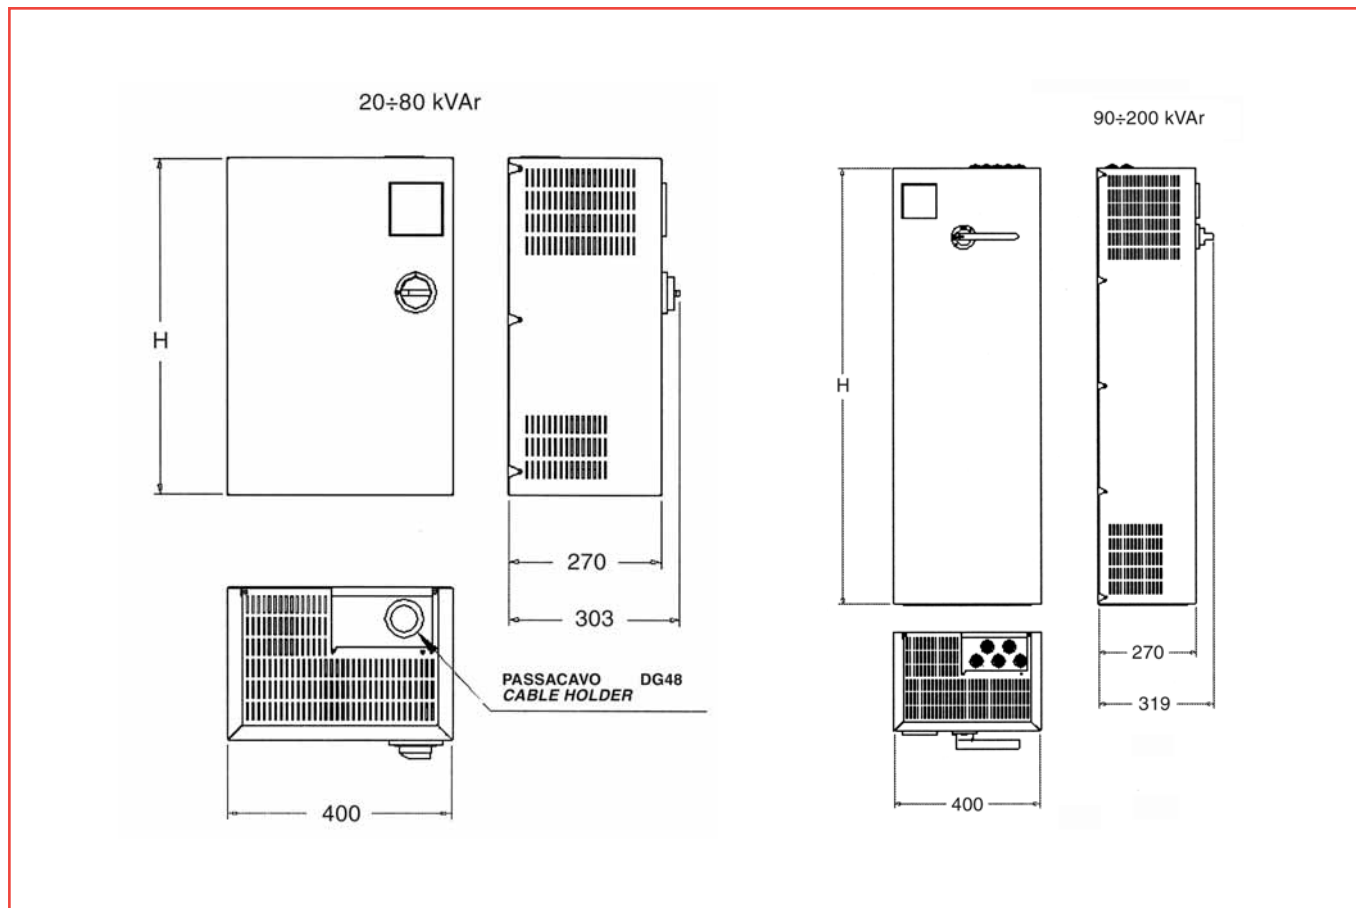 20÷80 kVAr
90÷200 kVAr
H
H
270
303
PASSACAVO DG48
CABLE HOLDER
400
270
319
400